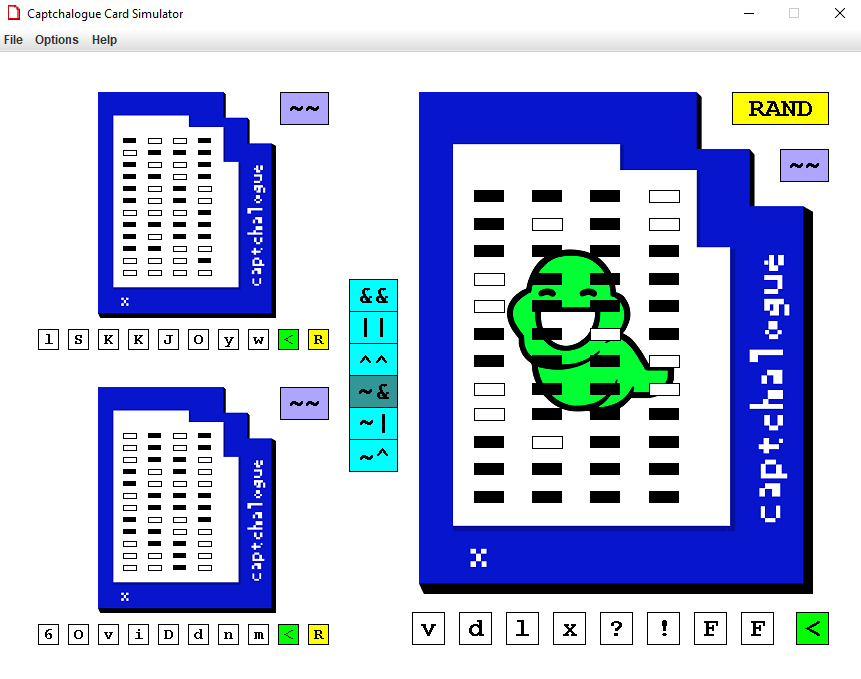 Captchalogue Card Simulator
File Options Help
~~
captchalogue
x
l S K K J O y w < R
~~
captchalogue
x
6 O v i D d n m < R
&&
||
^^
~&
~|
~^
RAND
~~
captchalogue
x
v d l x ? ! F F <